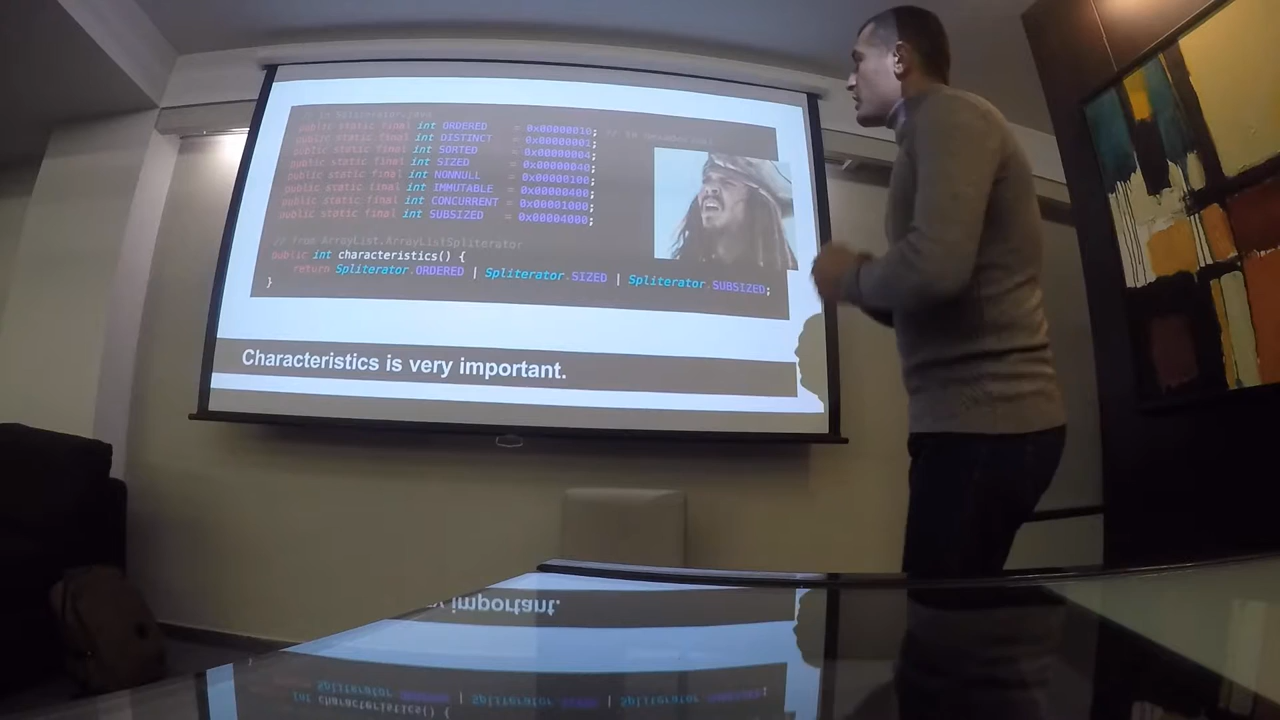 // in Spliterator.java
public static final int ORDERED = 0x00000010;
public static final int DISTINCT = 0x00000001;
public static final int SORTED = 0x00000004;
public static final int SIZED = 0x00000040;
public static final int NONNULL = 0x00000100;
public static final int IMMUTABLE = 0x00000400;
public static final int CONCURRENT = 0x00001000;
public static final int SUBSIZED = 0x00004000;
// from ArrayList.ArrayListSpliterator
public int characteristics() {
return Spliterator.ORDERED | Spliterator.SIZED | Spliterator.SUBSIZED;
}
Characteristics is very important.